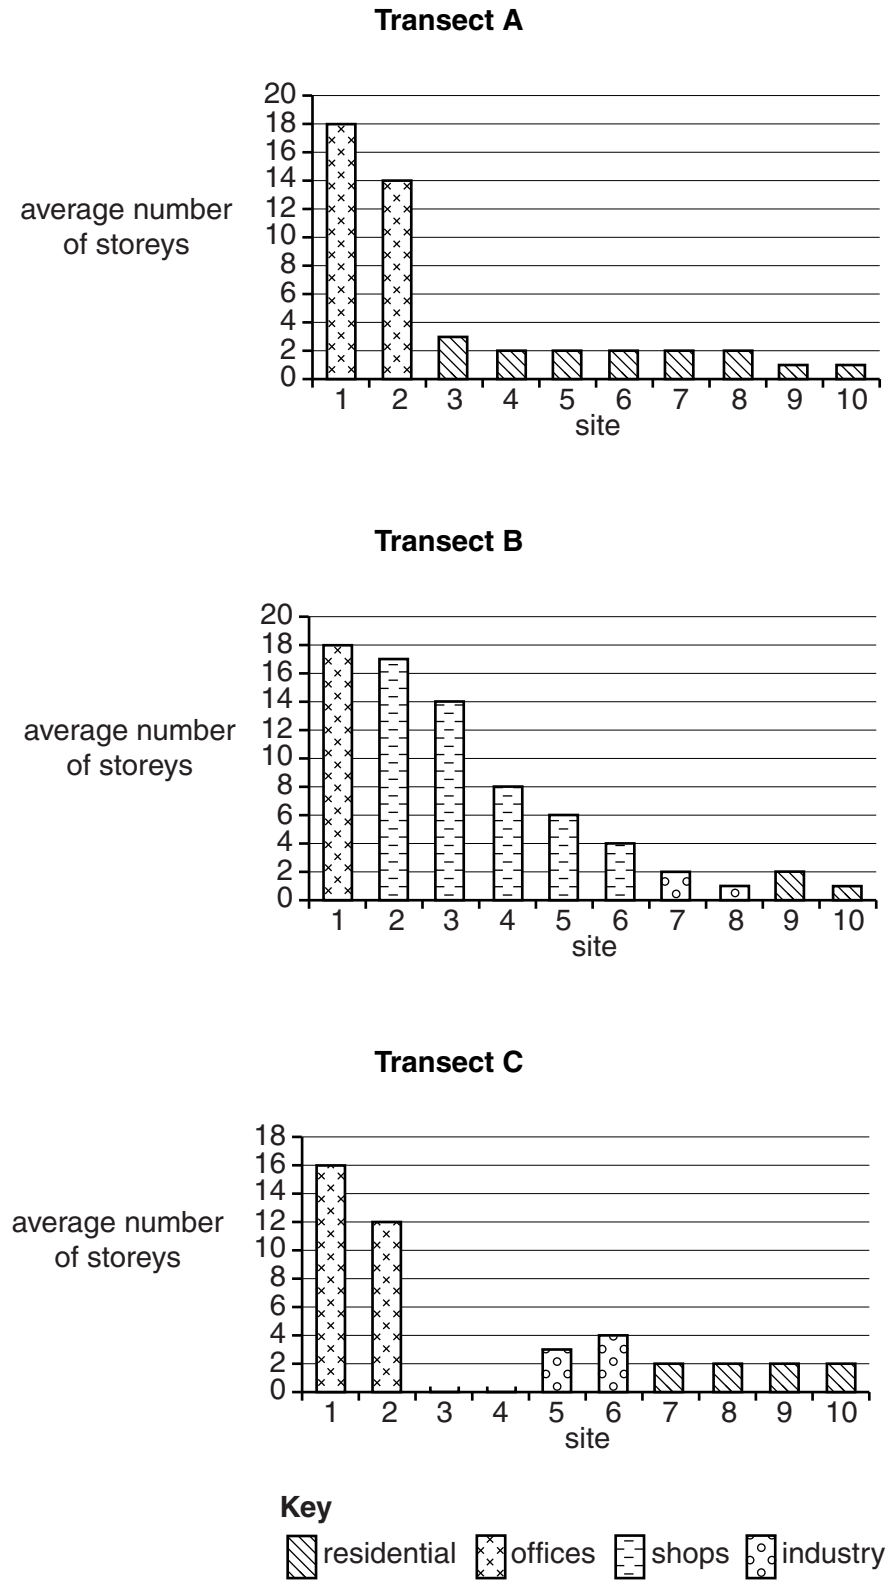 Transect A
20
18
16
14
12
10
8
6
4
2
0
average number
of storeys
1 2 3 4 5 6 7 8 9 10
site
Transect B
20
18
16
14
12
10
8
6
4
2
0
average number
of storeys
1 2 3 4 5 6 7 8 9 10
site
Transect C
18
16
14
12
10
8
6
4
2
0
average number
of storeys
1 2 3 4 5 6 7 8 9 10
site
Key
residential offices shops industry